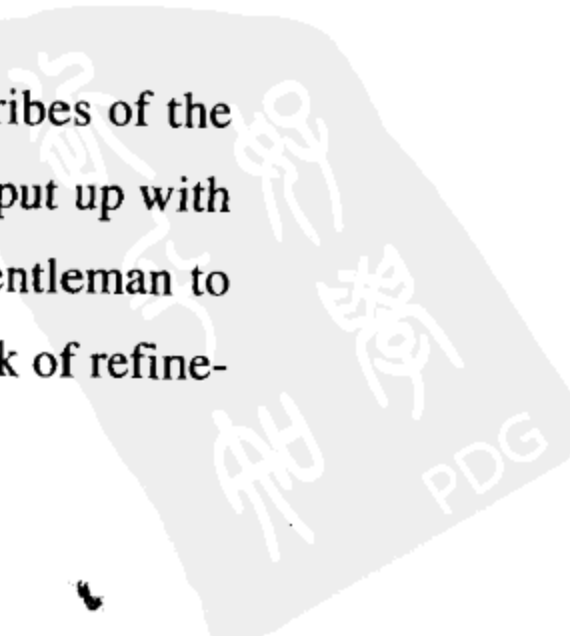 ribes of the
put up with
entleman to
k of refine-
PDG